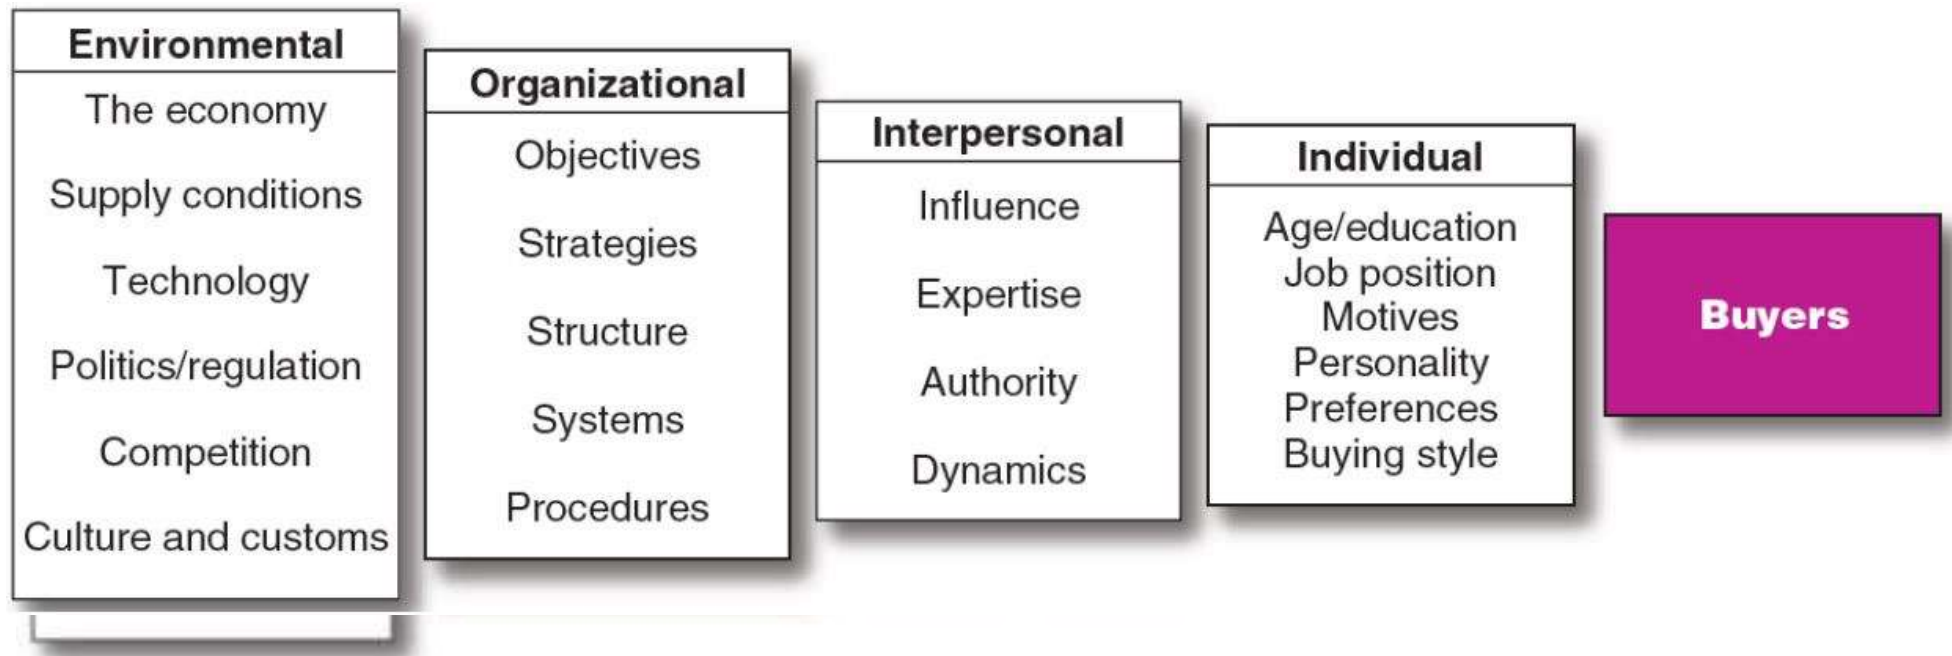 Environmental
The economy
Supply conditions
Technology
Politics/regulation
Competition
Culture and customs
Organizational
Objectives
Strategies
Structure
Systems
Procedures
Interpersonal
Influence
Expertise
Authority
Dynamics
Individual
Age/education
Job position
Motives
Personality
Preferences
Buying style
Buyers